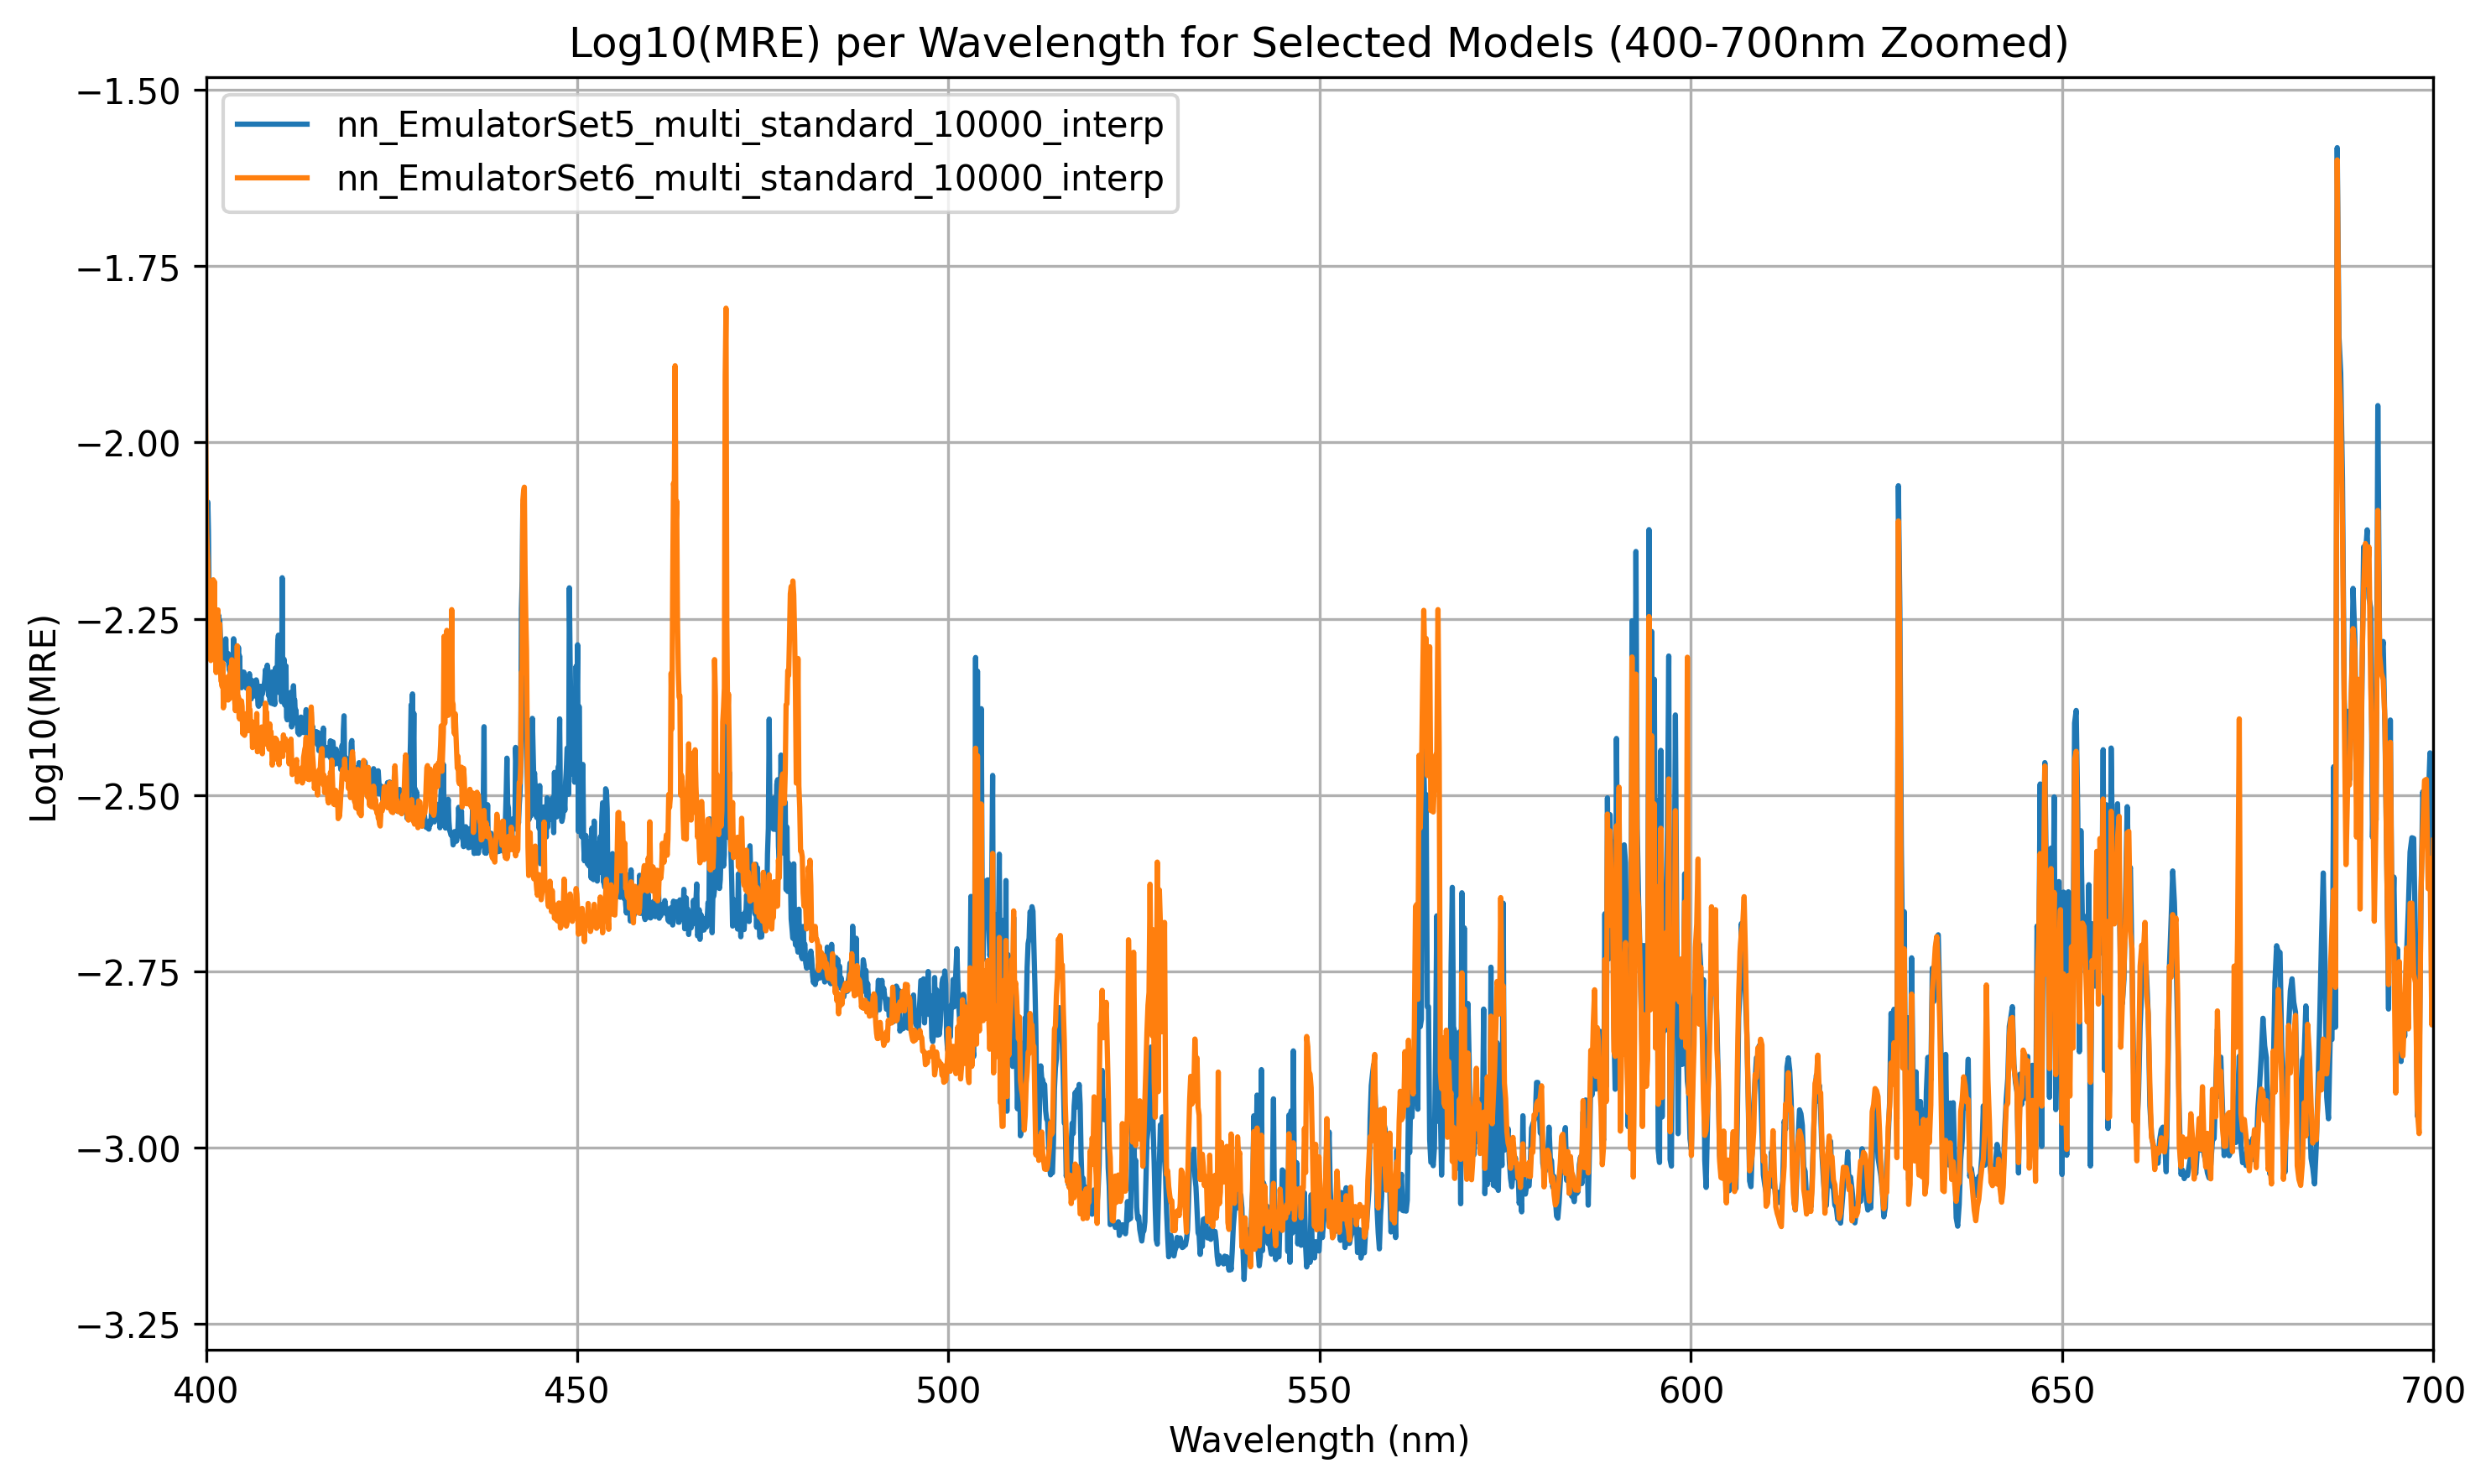 Log10(MRE) per Wavelength for Selected Models (400-700nm Zoomed)
nn_EmulatorSet5_multi_standard_10000_interp
nn_EmulatorSet6_multi_standard_10000_interp
Log10(MRE)
−1.50
−1.75
−2.00
−2.25
−2.50
−2.75
−3.00
−3.25
400 450 500 550 600 650 700
Wavelength (nm)